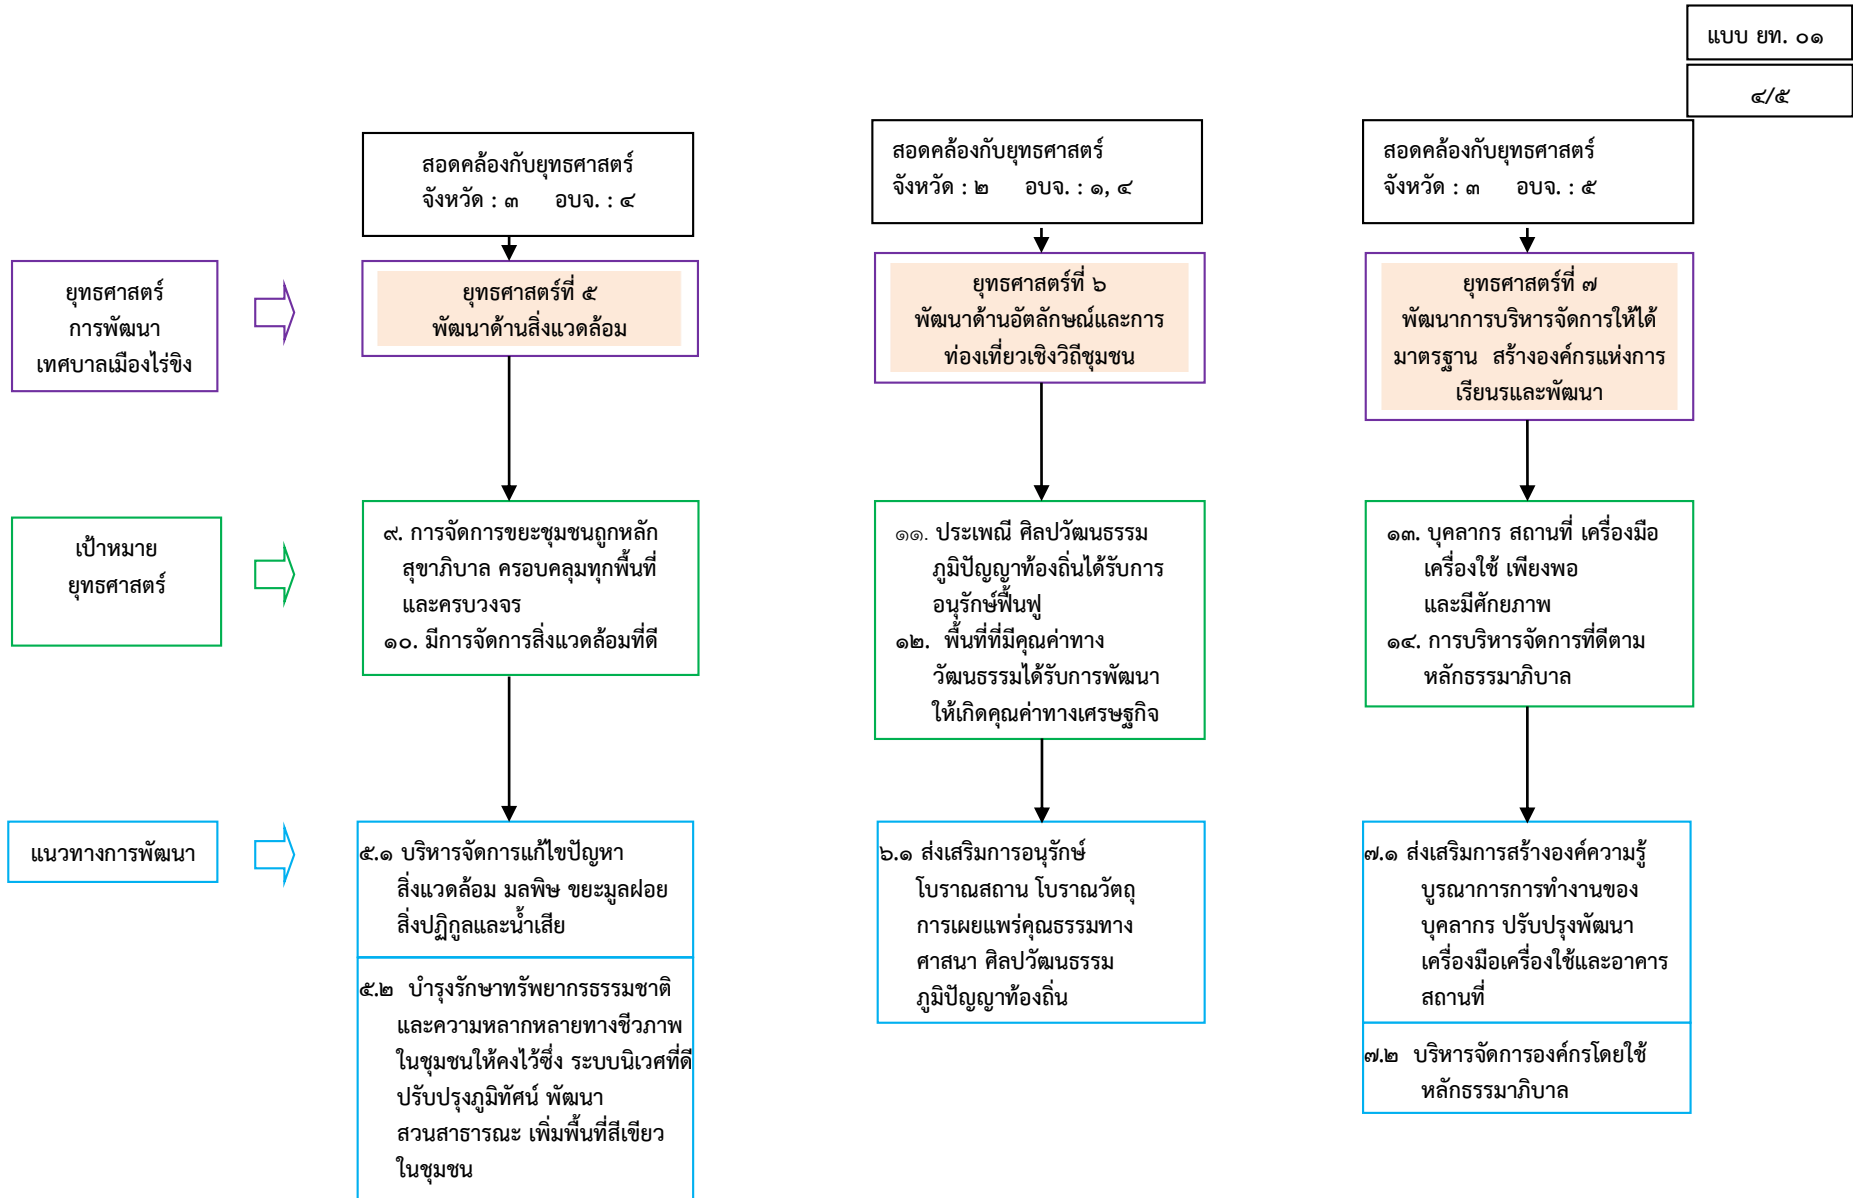 แบบ ยท. ๐๑
๔/๕
สอดคล้องกับยุทธศาสตร์
จังหวัด : ๓ อบจ. : ๔
สอดคล้องกับยุทธศาสตร์
จังหวัด : ๒ อบจ. : ๑, ๔
สอดคล้องกับยุทธศาสตร์
จังหวัด : ๓ อบจ. : ๕
ยุทธศาสตร์
การพัฒนา
เทศบาลเมืองไร่ขิง
ยุทธศาสตร์ที่ ๕
พัฒนาด้านสิ่งแวดล้อม
ยุทธศาสตร์ที่ ๖
พัฒนาด้านอัตลักษณ์และการ
ท่องเที่ยวเชิงวิถีชุมชน
ยุทธศาสตร์ที่ ๗
พัฒนาการบริหารจัดการให้ได้
มาตรฐาน สร้างองค์กรแห่งการ
เรียนรและพัฒนา
เป้าหมาย
ยุทธศาสตร์
๙. การจัดการขยะชุมชนถูกหลัก
สุขาภิบาล ครอบคลุมทุกพื้นที่
และครบวงจร
๑๐. มีการจัดการสิ่งแวดล้อมที่ดี
๑๑. ประเพณี ศิลปวัฒนธรรม
ภูมิปัญญาท้องถิ่นได้รับการ
อนุรักษ์ฟื้นฟู
๑๒. พื้นที่ที่มีคุณค่าทาง
วัฒนธรรมได้รับการพัฒนา
ให้เกิดคุณค่าทางเศรษฐกิจ
๑๓. บุคลากร สถานที่ เครื่องมือ
เครื่องใช้ เพียงพอ
และมีศักยภาพ
๑๔. การบริหารจัดการที่ดีตาม
หลักธรรมาภิบาล
แนวทางการพัฒนา
๕.๑ บริหารจัดการแก้ไขปัญหา
สิ่งแวดล้อม มลพิษ ขยะมูลฝอย
สิ่งปฏิกูลและน้ำเสีย
๕.๒ บำรุงรักษาทรัพยากรธรรมชาติ
และความหลากหลายทางชีวภาพ
ในชุมชนให้คงไว้ซึ่ง ระบบนิเวศที่ดี
ปรับปรุงภูมิทัศน์ พัฒนา
สวนสาธารณะ เพิ่มพื้นที่สีเขียว
ในชุมชน
๖.๑ ส่งเสริมการอนุรักษ์
โบราณสถาน โบราณวัตถุ
การเผยแพร่คุณธรรมทาง
ศาสนา ศิลปวัฒนธรรม
ภูมิปัญญาท้องถิ่น
๗.๑ ส่งเสริมการสร้างองค์ความรู้
บูรณาการการทำงานของ
บุคลากร ปรับปรุงพัฒนา
เครื่องมือเครื่องใช้และอาคาร
สถานที่
๗.๒ บริหารจัดการองค์กรโดยใช้
หลักธรรมาภิบาล